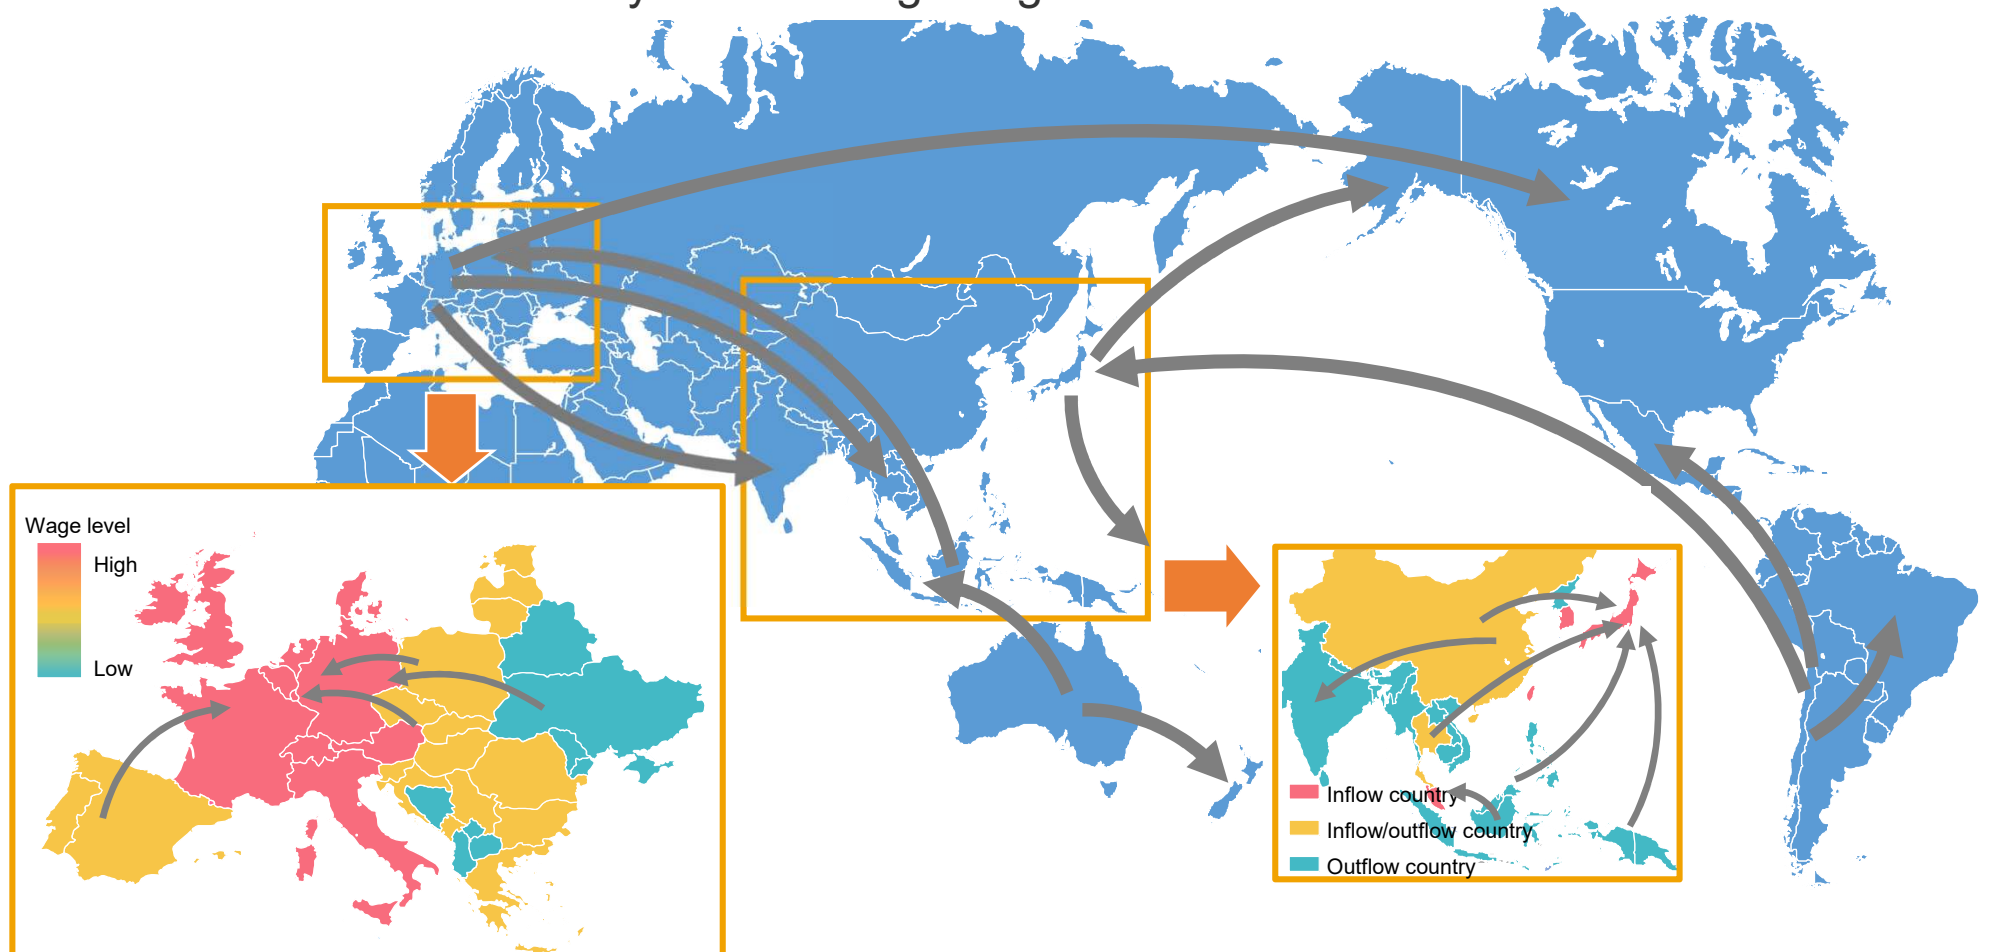 Wage level
High
Low
Inflow country
Inflow/outflow country
Outflow country